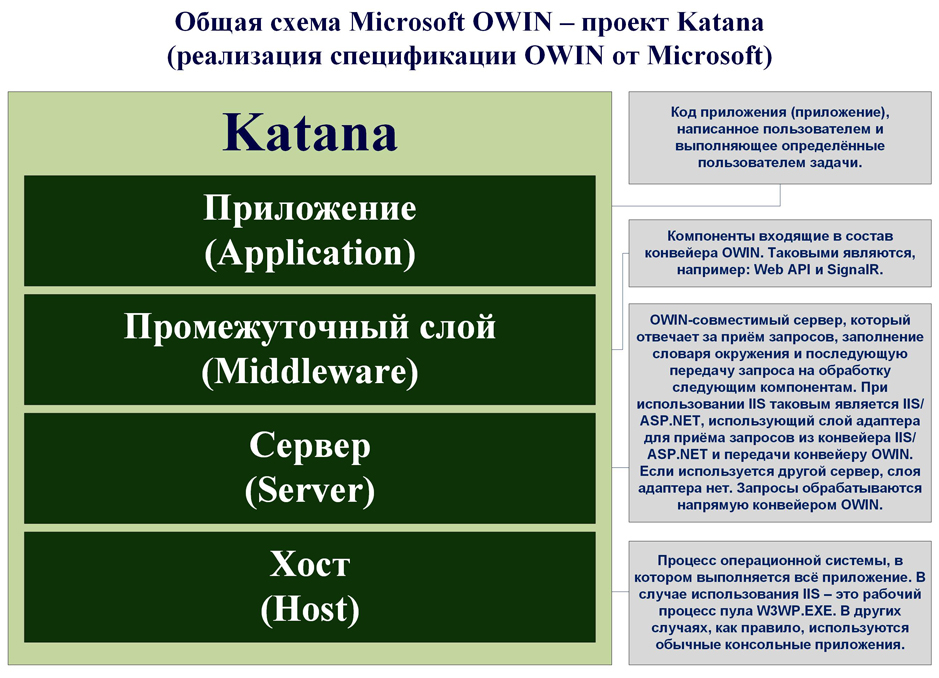 Общая схема Microsoft OWIN – проект Katana
(реализация спецификации OWIN от Microsoft)
Katana
Приложение
(Application)
Код приложения (приложение),
написанное пользователем и
выполняющее определённые
пользователем задачи.
Промежуточный слой
(Middleware)
Компоненты входящие в состав
конвейера OWIN. Таковыми являются,
например: Web API и SignalR.
Сервер
(Server)
OWIN-совместимый сервер, который
отвечает за приём запросов, заполнение
словаря окружения и последующую
передачу запроса на обработку
следующим компонентам. При
использовании IIS таковым является IIS/
ASP.NET, использующий слой адаптера
для приёма запросов из конвейера IIS/
ASP.NET и передачи конвейеру OWIN.
Если используется другой сервер, слоя
адаптера нет. Запросы обрабатываются
напрямую конвейером OWIN.
Хост
(Host)
Процесс операционной системы, в
котором выполняется всё приложение. В
случае использования IIS – это рабочий
процесс пула W3WP.EXE. В других
случаях, как правило, используются
обычные консольные приложения.